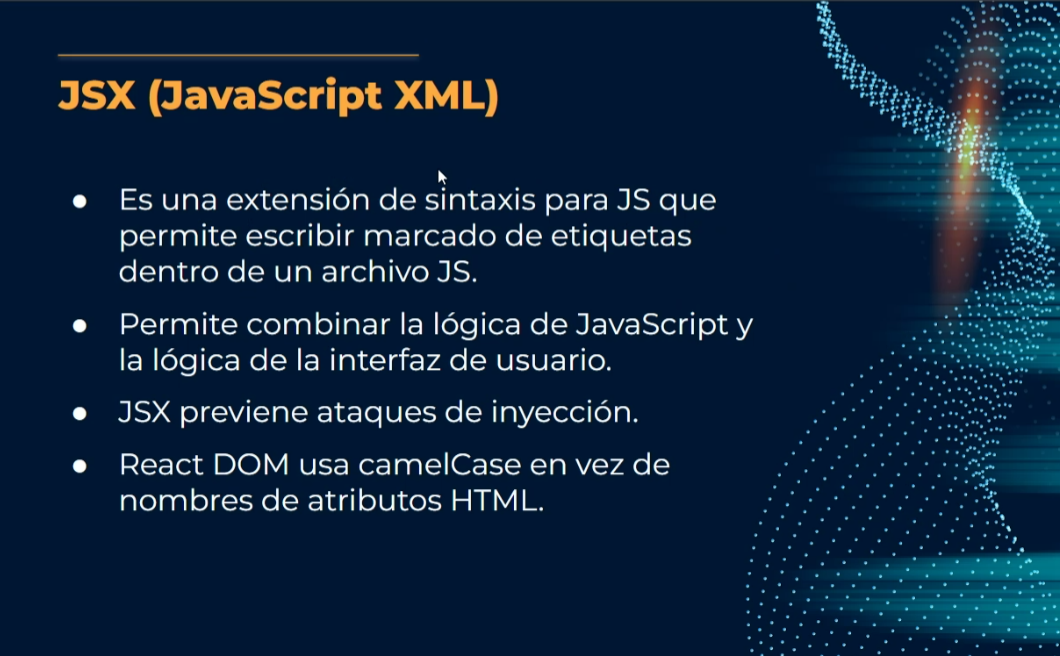 JSX (JavaScript XML)
● Es una extensión de sintaxis para JS que
permite escribir marcado de etiquetas
dentro de un archivo JS.
● Permite combinar la lógica de JavaScript y
la lógica de la interfaz de usuario.
● JSX previene ataques de inyección.
● React DOM usa camelCase en vez de
nombres de atributos HTML.